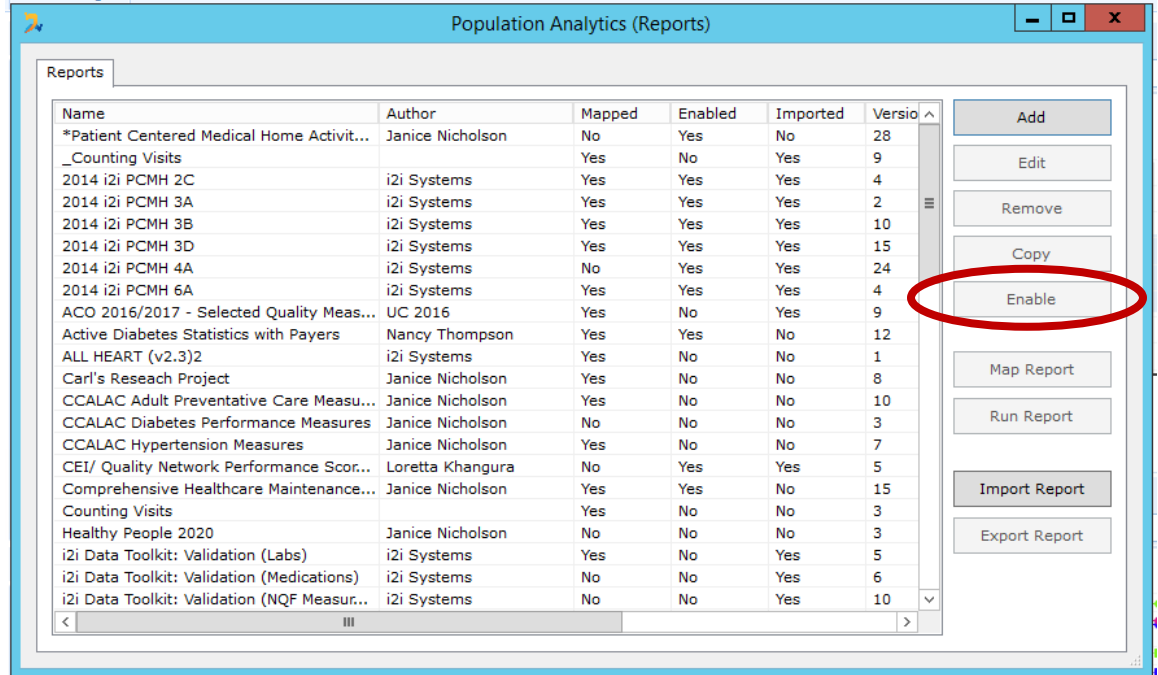 Population Analytics (Reports)
Reports
Name Author Mapped Enabled Imported Versio
*Patient Centered Medical Home Activit... Janice Nicholson No Yes No 28
_Counting Visits Yes No Yes 9
2014 i2i PCMH 2C i2i Systems Yes Yes Yes 4
2014 i2i PCMH 3A i2i Systems Yes Yes Yes 2
2014 i2i PCMH 3B i2i Systems Yes Yes Yes 10
2014 i2i PCMH 3D i2i Systems Yes Yes Yes 15
2014 i2i PCMH 4A i2i Systems No Yes Yes 24
2014 i2i PCMH 6A i2i Systems Yes Yes Yes 4
ACO 2016/2017 - Selected Quality Meas... UC 2016 Yes No Yes 9
Active Diabetes Statistics with Payers Nancy Thompson Yes Yes No 12
ALL HEART (v2.3)2 i2i Systems Yes No No 1
Carl's Reseach Project Janice Nicholson Yes No No 8
CCALAC Adult Preventative Care Measu... Janice Nicholson Yes No No 10
CCALAC Diabetes Performance Measures Janice Nicholson No No No 3
CCALAC Hypertension Measures Janice Nicholson Yes No No 7
CEI/ Quality Network Performance Scor... Loretta Khangura No Yes Yes 5
Comprehensive Healthcare Maintenance... Janice Nicholson Yes Yes No 15
Counting Visits Yes No No 3
Healthy People 2020 Janice Nicholson No No No 3
i2i Data Toolkit: Validation (Labs) i2i Systems Yes No Yes 5
i2i Data Toolkit: Validation (Medications) i2i Systems No No Yes 6
i2i Data Toolkit: Validation (NQF Measur... i2i Systems No No Yes 10
Add
Edit
Remove
Copy
Enable
Map Report
Run Report
Import Report
Export Report